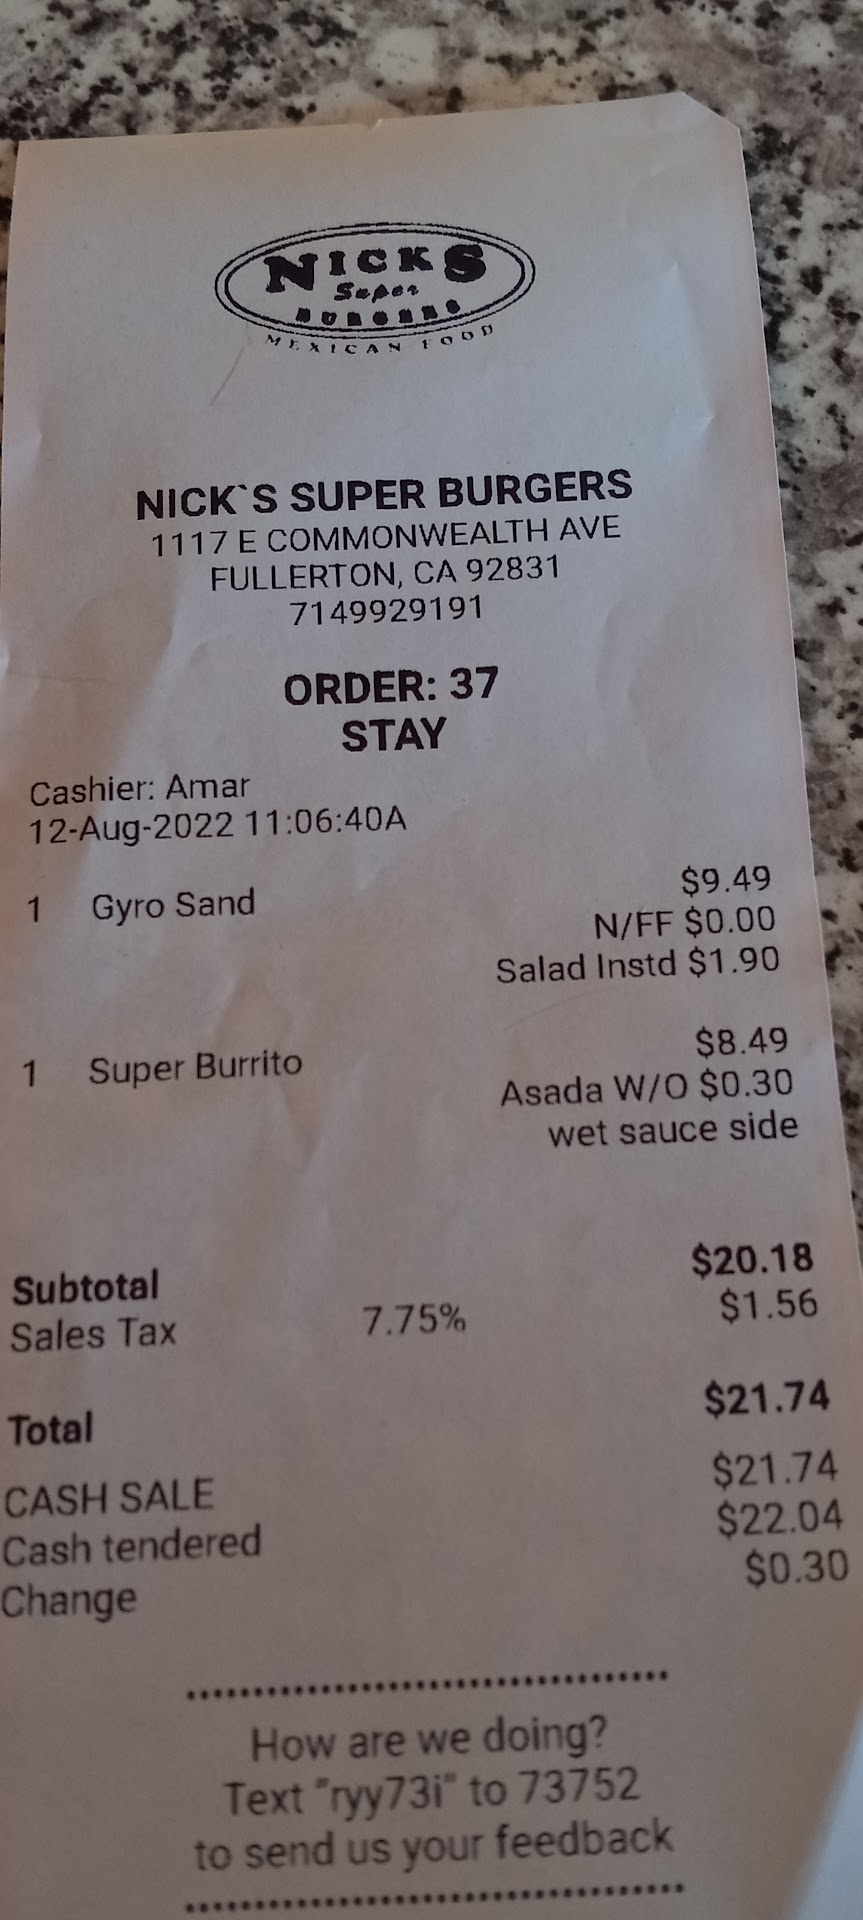 NICKS
Super
BURGERS
MEXICAN FOOD
NICK`S SUPER BURGERS
1117 E COMMONWEALTH AVE
FULLERTON, CA 92831
7149929191
ORDER: 37
STAY
Cashier: Amar
12-Aug-2022 11:06:40A
1 Gyro Sand $9.49
N/FF $0.00
Salad Instd $1.90
1 Super Burrito $8.49
Asada W/O $0.30
wet sauce side
Subtotal $20.18
Sales Tax 7.75% $1.56
Total $21.74
CASH SALE $21.74
Cash tendered $22.04
Change $0.30
How are we doing?
Text "ryy73i" to 73752
to send us your feedback